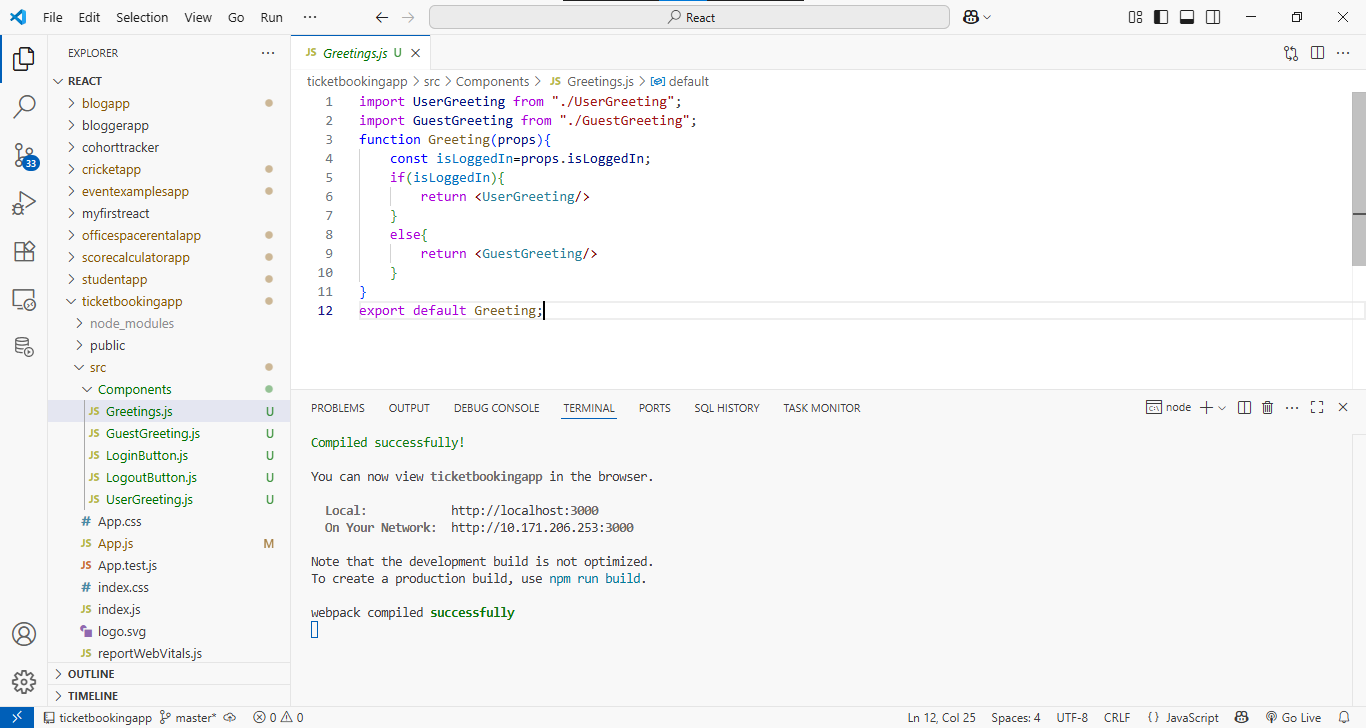 File Edit Selection View Go Run ··· React
EXPLORER ···
REACT
blogapp
bloggerapp
cohorttracker
cricketapp
eventexamplesapp
myfirstreact
officespacerentalapp
scorecalculatorapp
studentapp
ticketbookingapp
node_modules
public
src
Components
JS Greetings.js U
JS GuestGreeting.js U
JS LoginButton.js U
JS LogoutButton.js U
JS UserGreeting.js U
# App.css
JS App.js M
JS App.test.js
# index.css
JS index.js
logo.svg
JS reportWebVitals.js
OUTLINE
TIMELINE
33
JS Greetings.js U
ticketbookingapp > src > Components > JS Greetings.js > default
1 import UserGreeting from "./UserGreeting";
2 import GuestGreeting from "./GuestGreeting";
3 function Greeting(props){
4 const isLoggedIn=props.isLoggedIn;
5 if(isLoggedIn){
6 return <UserGreeting/>
7 }
8 else{
9 return <GuestGreeting/>
10 }
11 }
12 export default Greeting;
PROBLEMS OUTPUT DEBUG CONSOLE TERMINAL PORTS SQL HISTORY TASK MONITOR node ···
Compiled successfully!
You can now view ticketbookingapp in the browser.
Local: http://localhost:3000
On Your Network: http://10.171.206.253:3000
Note that the development build is not optimized.
To create a production build, use npm run build.
webpack compiled successfully
ticketbookingapp master* 0 0 Ln 12, Col 25 Spaces: 4 UTF-8 CRLF {} JavaScript Go Live